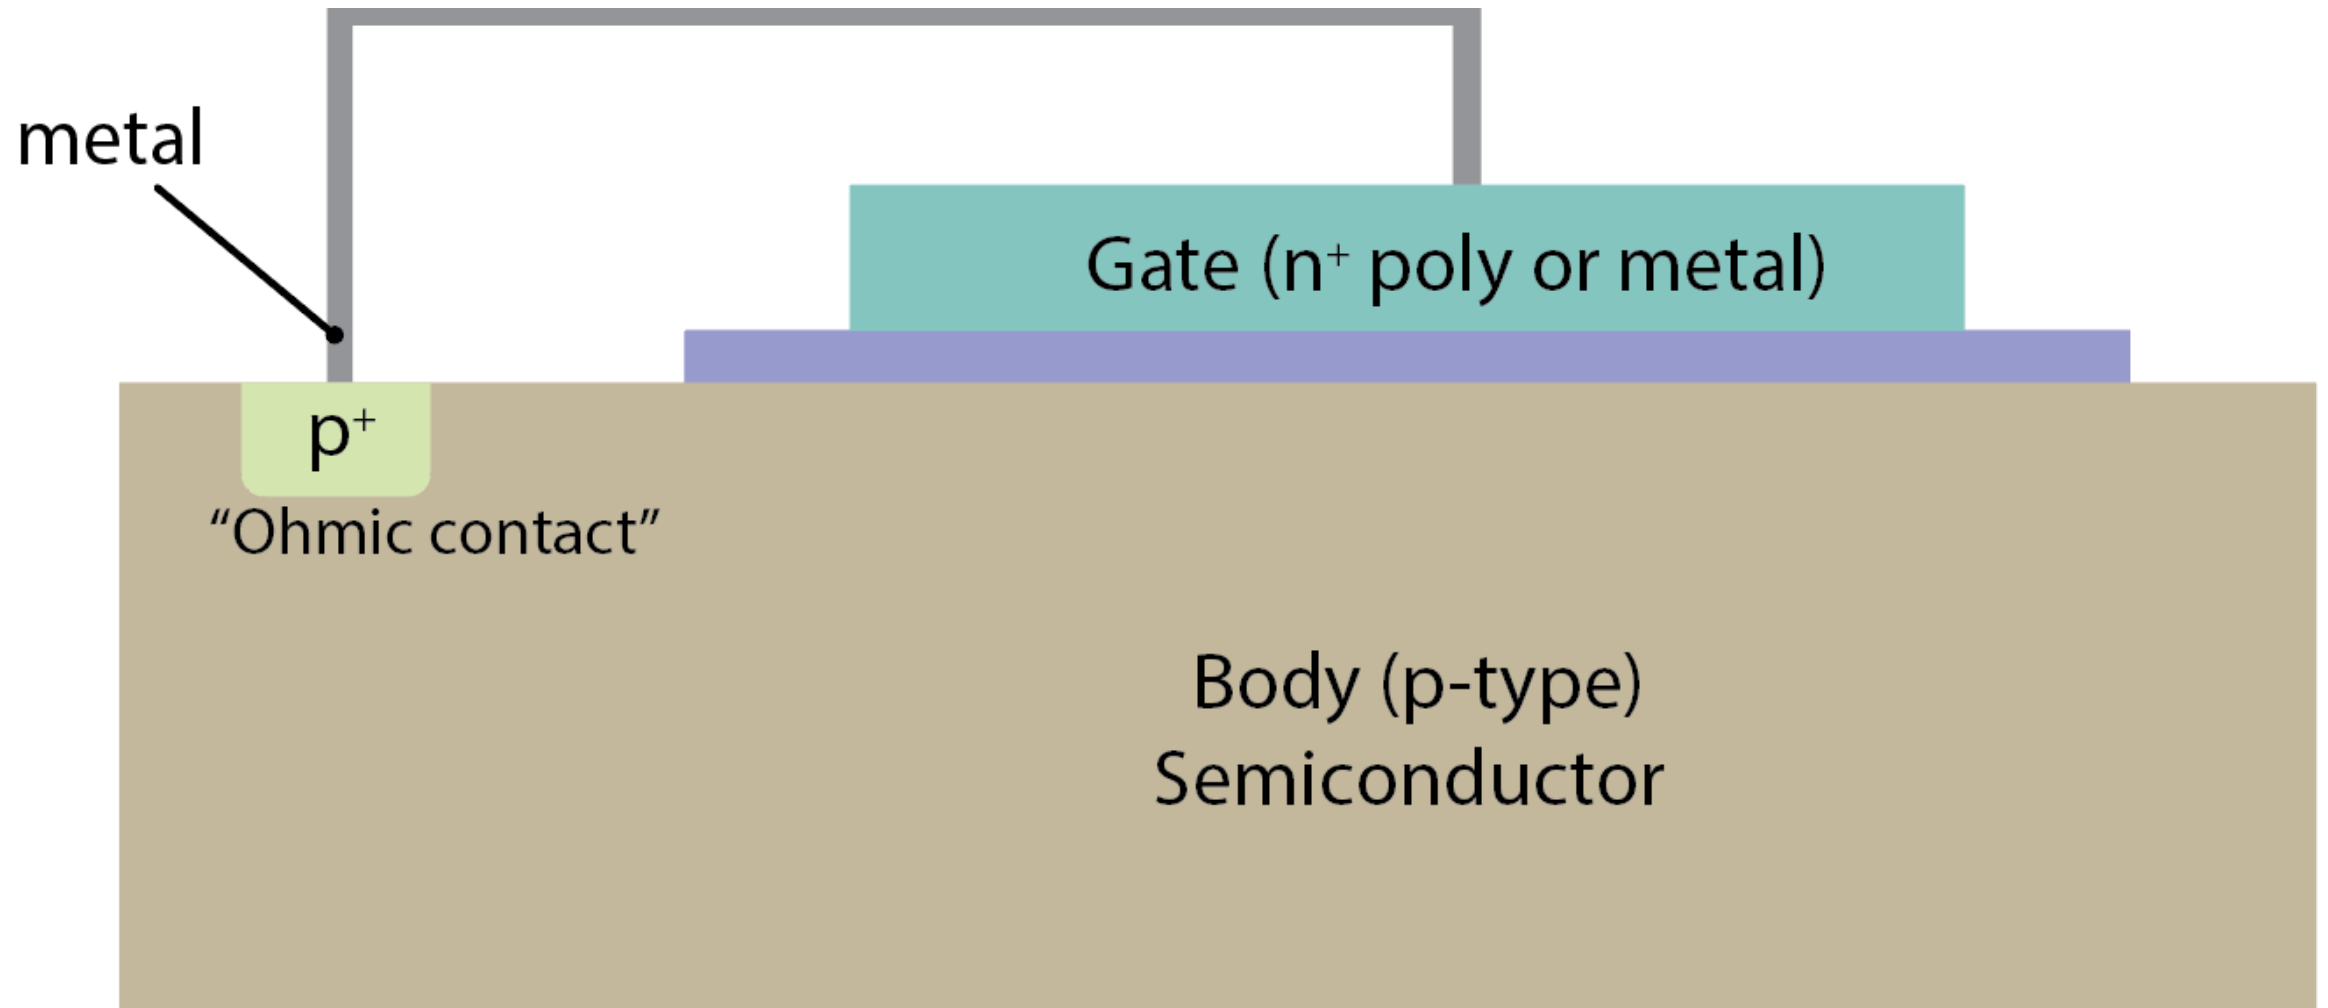 metal
Gate (n⁺ poly or metal)
p⁺
“Ohmic contact”
Body (p-type)
Semiconductor